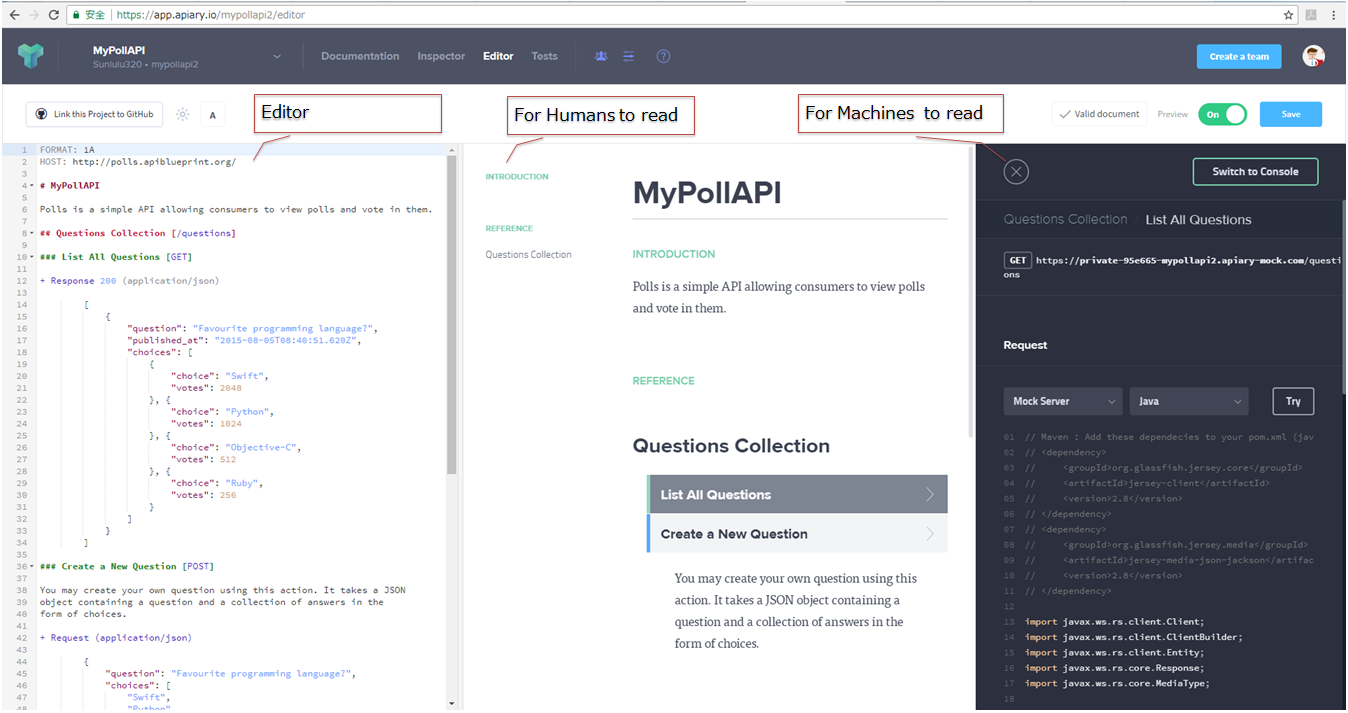 安全 https://app.apiary.io/mypollapi2/editor
MyPollAPI
Sunlulu320 • mypollapi2
Documentation Inspector Editor Tests
Create a team
Link this Project to GitHub
A
Editor
For Humans to read
For Machines to read
Valid document Preview On Save
1 FORMAT: 1A
2 HOST: http://polls.apiblueprint.org/
3
4 # MyPollAPI
5
6 Polls is a simple API allowing consumers to view polls and vote in them.
7
8 ## Questions Collection [/questions]
9
10 ### List All Questions [GET]
11
12 + Response 200 (application/json)
13
14 [
15 {
16 "question": "Favourite programming language?",
17 "published_at": "2015-08-05T08:40:51.620Z",
18 "choices": [
19 {
20 "choice": "Swift",
21 "votes": 2048
22 }, {
23 "choice": "Python",
24 "votes": 1024
25 }, {
26 "choice": "Objective-C",
27 "votes": 512
28 }, {
29 "choice": "Ruby",
30 "votes": 256
31 }
32 ]
33 }
34 ]
35
36 ### Create a New Question [POST]
37
38 You may create your own question using this action. It takes a JSON
39 object containing a question and a collection of answers in the
40 form of choices.
41
42 + Request (application/json)
43
44 {
45 "question": "Favourite programming language?",
46 "choices": [
47 "Swift",
48 "Python",
INTRODUCTION
REFERENCE
Questions Collection
MyPollAPI
INTRODUCTION
Polls is a simple API allowing consumers to view polls
and vote in them.
REFERENCE
Questions Collection
List All Questions
Create a New Question
You may create your own question using this
action. It takes a JSON object containing a
question and a collection of answers in the
form of choices.
Switch to Console
Questions Collection / List All Questions
GET https://private-95e665-mypollapi2.apiary-mock.com/questi
ons
Request
Mock Server Java Try
01 // Maven : Add these dependecies to your pom.xml (jav
02 // <dependency>
03 // <groupId>org.glassfish.jersey.core</groupId>
04 // <artifactId>jersey-client</artifactId>
05 // <version>2.8</version>
06 // </dependency>
07 // <dependency>
08 // <groupId>org.glassfish.jersey.media</groupId>
09 // <artifactId>jersey-media-json-jackson</artifac
10 // <version>2.8</version>
11 // </dependency>
12
13 import javax.ws.rs.client.Client;
14 import javax.ws.rs.client.ClientBuilder;
15 import javax.ws.rs.client.Entity;
16 import javax.ws.rs.core.Response;
17 import javax.ws.rs.core.MediaType;
18